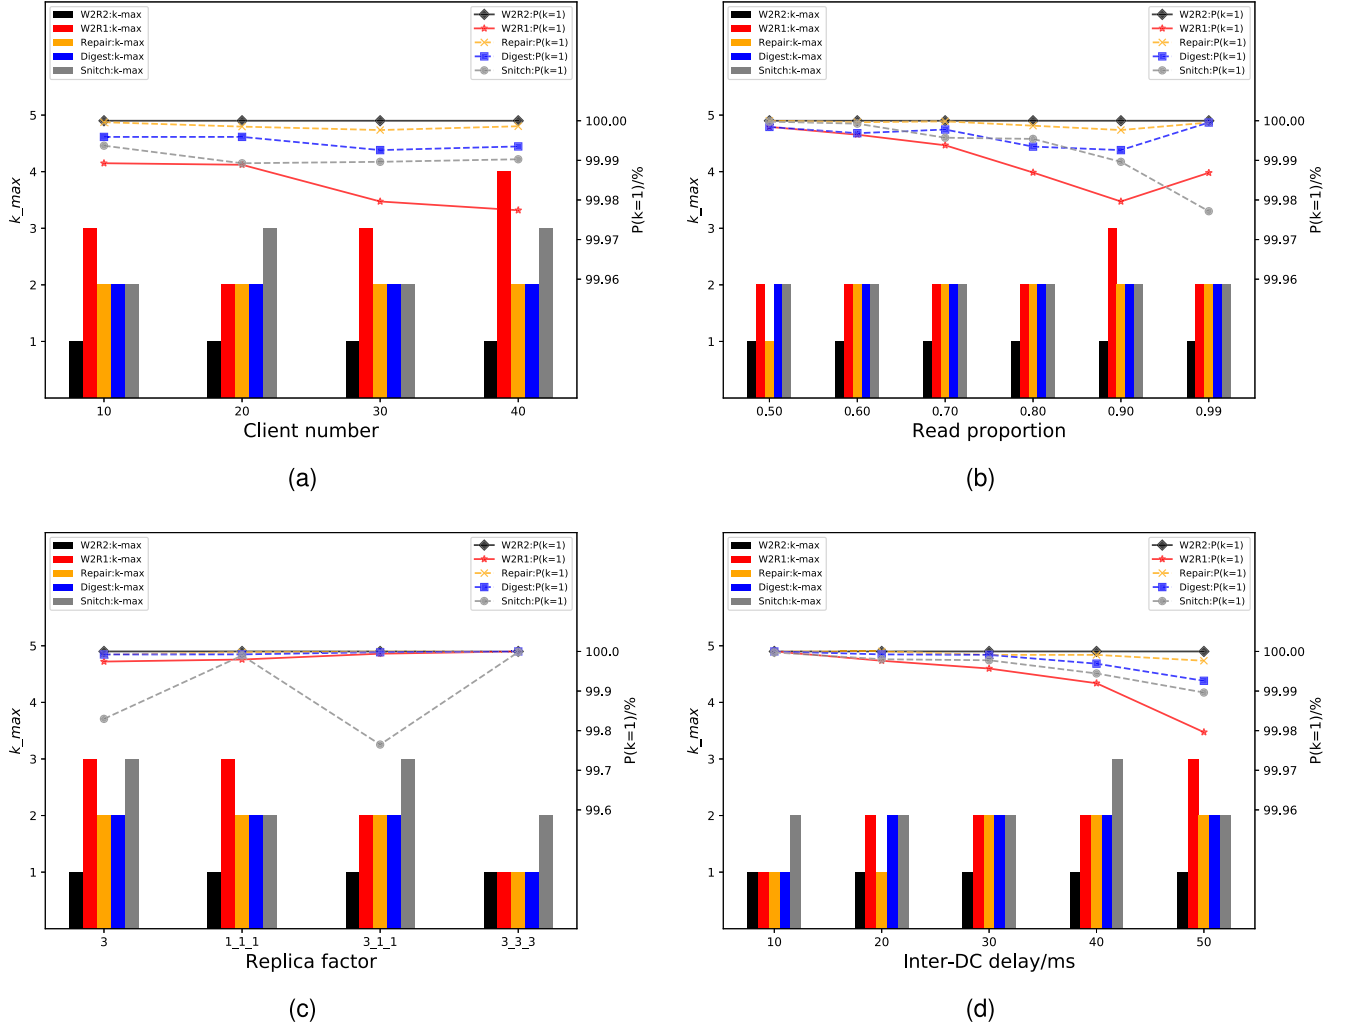 W2R2:k-max
W2R1:k-max
Repair:k-max
Digest:k-max
Snitch:k-max
W2R2:P(k=1)
W2R1:P(k=1)
Repair:P(k=1)
Digest:P(k=1)
Snitch:P(k=1)
5
4
3
2
1
k_max
100.00
99.99
99.98
99.97
99.96
P(k=1)/%
10 20 30 40
Client number
(a)
W2R2:k-max
W2R1:k-max
Repair:k-max
Digest:k-max
Snitch:k-max
W2R2:P(k=1)
W2R1:P(k=1)
Repair:P(k=1)
Digest:P(k=1)
Snitch:P(k=1)
5
4
3
2
1
k_max
100.00
99.99
99.98
99.97
99.96
P(k=1)/%
0.50 0.60 0.70 0.80 0.90 0.99
Read proportion
(b)
W2R2:k-max
W2R1:k-max
Repair:k-max
Digest:k-max
Snitch:k-max
W2R2:P(k=1)
W2R1:P(k=1)
Repair:P(k=1)
Digest:P(k=1)
Snitch:P(k=1)
5
4
3
2
1
k_max
100.0
99.9
99.8
99.7
99.6
P(k=1)/%
3 1_1_1 3_1_1 3_3_3
Replica factor
(c)
W2R2:k-max
W2R1:k-max
Repair:k-max
Digest:k-max
Snitch:k-max
W2R2:P(k=1)
W2R1:P(k=1)
Repair:P(k=1)
Digest:P(k=1)
Snitch:P(k=1)
5
4
3
2
1
k_max
100.00
99.99
99.98
99.97
99.96
P(k=1)/%
10 20 30 40 50
Inter-DC delay/ms
(d)